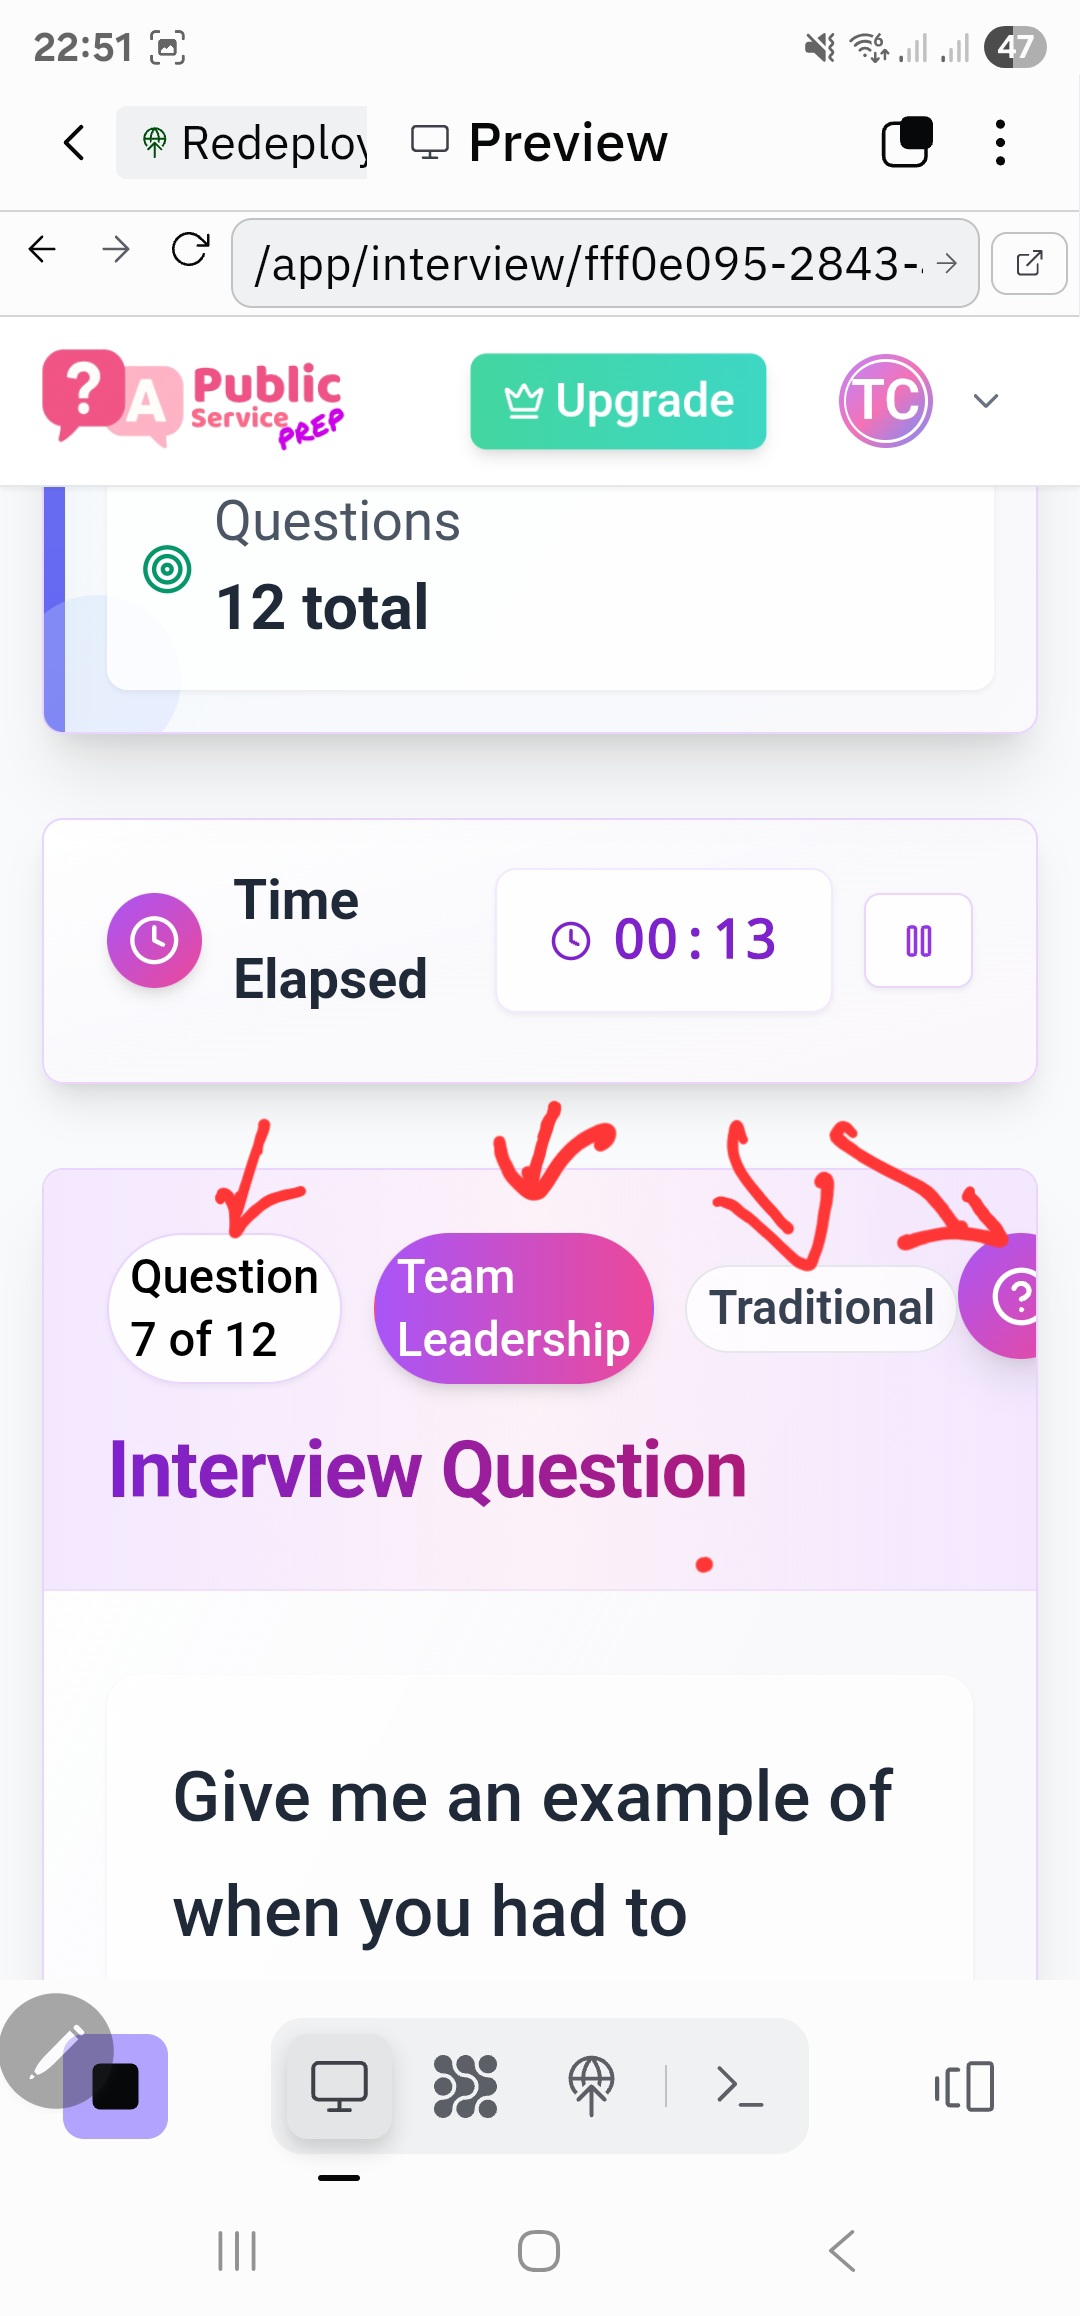 22:51
6
47
Redeploy
Preview
/app/interview/fff0e095-2843-
?
A
Public
Service
PREP
Upgrade
TC
Questions
12 total
Time
Elapsed
00:13
Question
7 of 12
Team
Leadership
Traditional
?
Interview Question
Give me an example of
when you had to